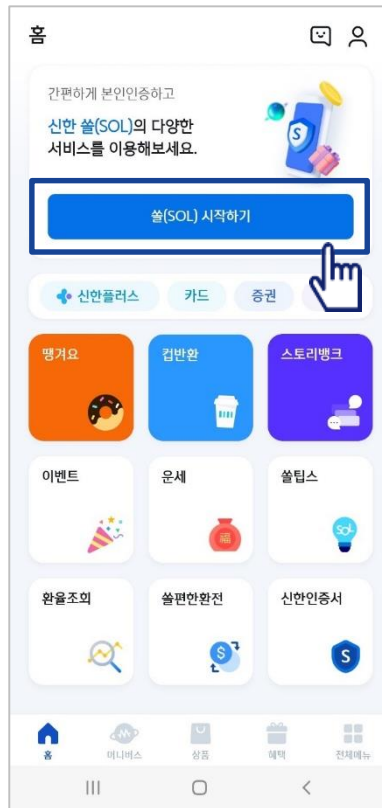 홈
간편하게 본인인증하고
신한 쏠(SOL)의 다양한
서비스를 이용해보세요.
S
쏠(SOL) 시작하기
신한플러스 카드 증권
땡겨요 컵반환 스토리뱅크
이벤트 운세 쏠팁스
福 SOL
환율조회 쏠편한환전 신한인증서
$ S
홈 머니버스 상품 혜택 전체메뉴